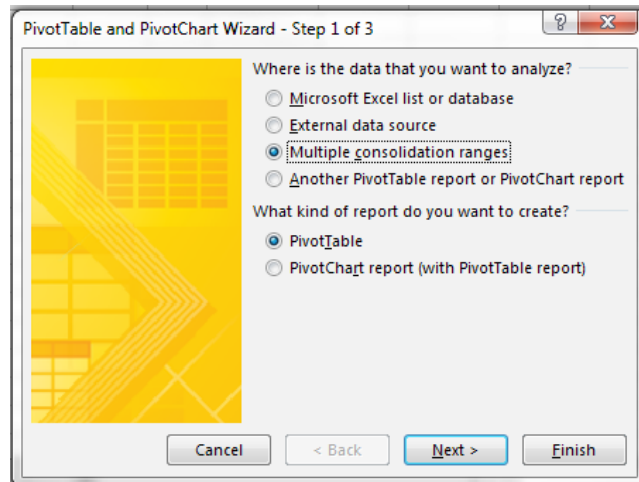 PivotTable and PivotChart Wizard - Step 1 of 3
Where is the data that you want to analyze?
Microsoft Excel list or database
External data source
Multiple consolidation ranges
Another PivotTable report or PivotChart report
What kind of report do you want to create?
PivotTable
PivotChart report (with PivotTable report)
Cancel
< Back
Next >
Finish